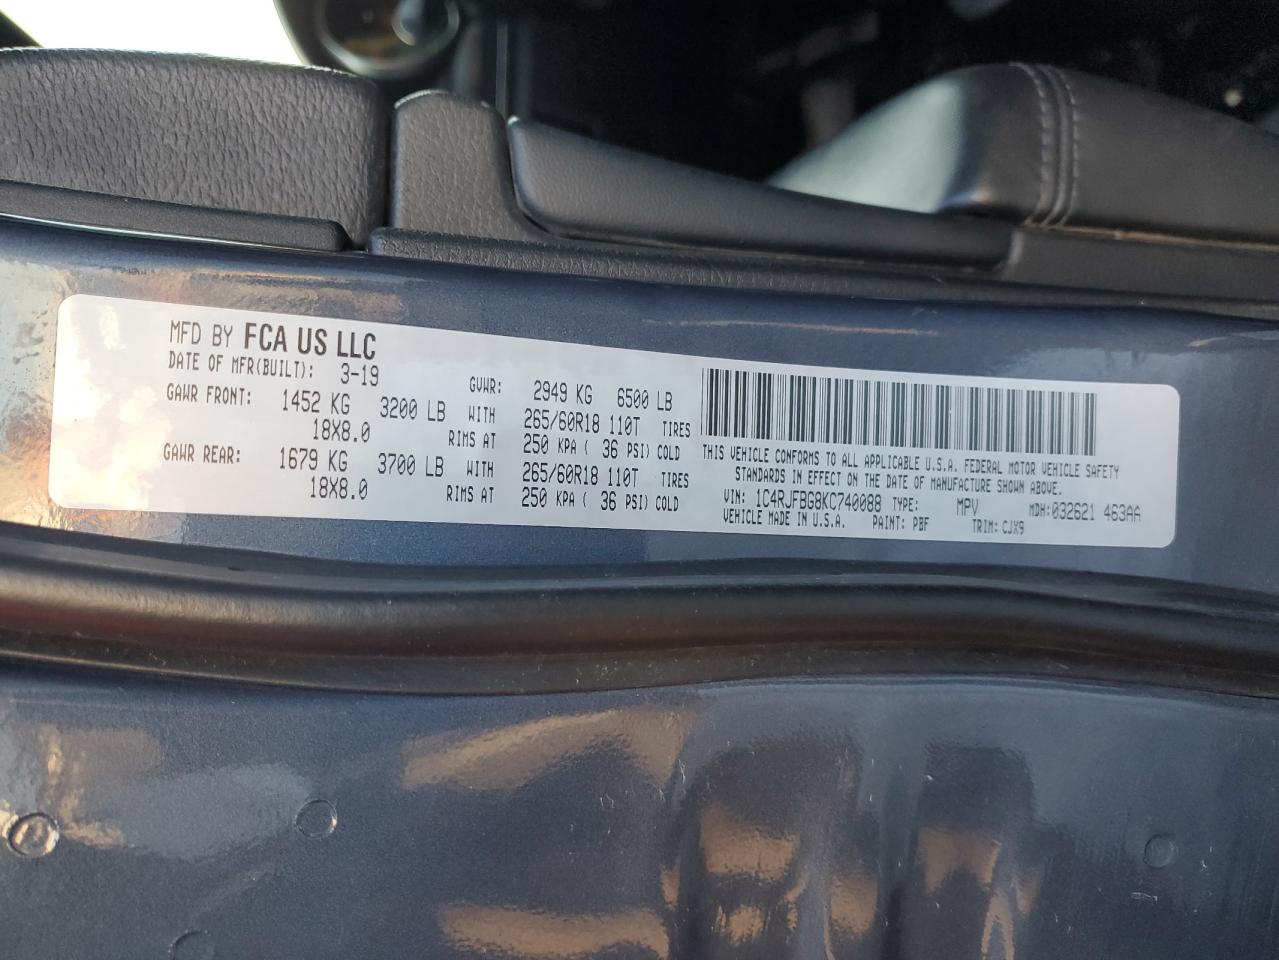 MFD BY FCA US LLC
DATE OF MFR(BUILT): 3-19
GVWR: 2949 KG 6500 LB
GAWR FRONT: 1452 KG 3200 LB WITH 265/60R18 110T TIRES
18X8.0 RIMS AT 250 KPA ( 36 PSI) COLD
GAWR REAR: 1679 KG 3700 LB WITH 265/60R18 110T TIRES
18X8.0 RIMS AT 250 KPA ( 36 PSI) COLD
THIS VEHICLE CONFORMS TO ALL APPLICABLE U.S.A. FEDERAL MOTOR VEHICLE SAFETY
STANDARDS IN EFFECT ON THE DATE OF MANUFACTURE SHOWN ABOVE.
VIN: 1C4RJFBG8KC740088 TYPE: MPV MDH:032621 463AA
VEHICLE MADE IN U.S.A. PAINT: PBF TRIM: CJX9